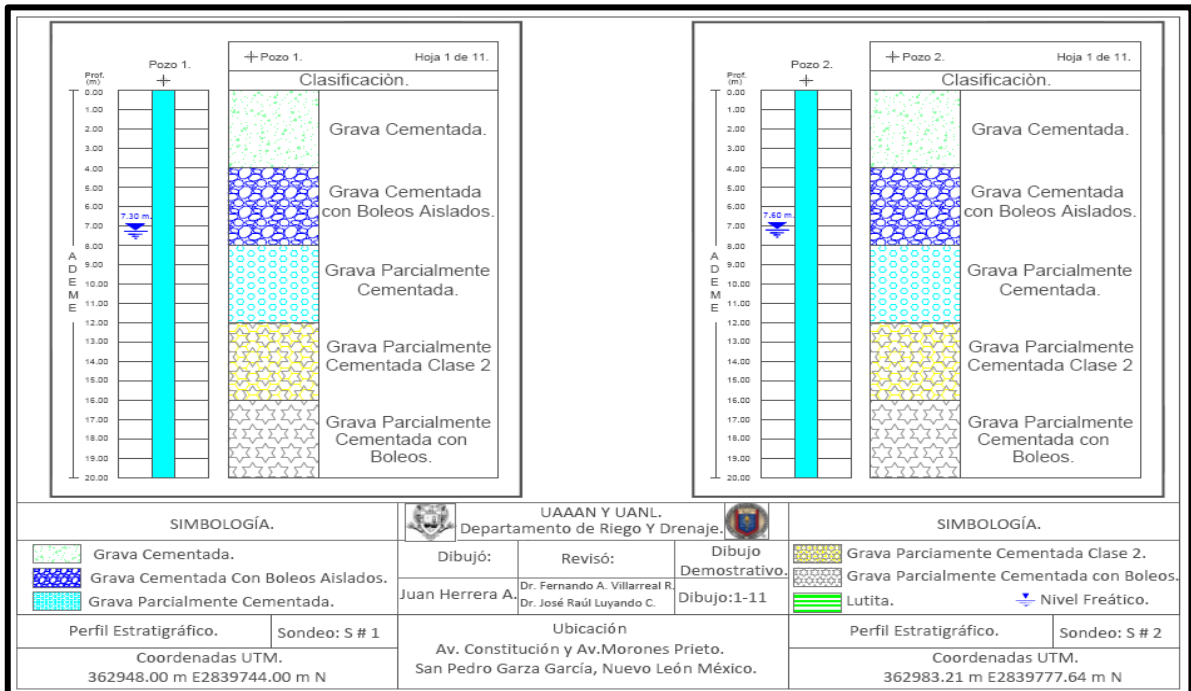 Pozo 1.
Prof.
(m)
0.00
1.00
2.00
3.00
4.00
5.00
6.00
7.00
8.00
9.00
10.00
11.00
12.00
13.00
14.00
15.00
16.00
17.00
18.00
19.00
20.00
ADEME
7.30 m.
Pozo 1.
Hoja 1 de 11.
Clasificaciòn.
Grava Cementada.
Grava Cementada
con Boleos Aislados.
Grava Parcialmente
Cementada.
Grava Parcialmente
Cementada Clase 2
Grava Parcialmente
Cementada con
Boleos.
Pozo 2.
Prof.
(m)
0.00
1.00
2.00
3.00
4.00
5.00
6.00
7.00
8.00
9.00
10.00
11.00
12.00
13.00
14.00
15.00
16.00
17.00
18.00
19.00
20.00
ADEME
7.60 m.
Pozo 2.
Hoja 1 de 11.
Clasificaciòn.
Grava Cementada.
Grava Cementada
con Boleos Aislados.
Grava Parcialmente
Cementada.
Grava Parcialmente
Cementada Clase 2
Grava Parcialmente
Cementada con
Boleos.
SIMBOLOGÍA.
Grava Cementada.
Grava Cementada Con Boleos Aislados.
Grava Parcialmente Cementada.
Perfil Estratigráfico.
Sondeo: S # 1
Coordenadas UTM.
362948.00 m E2839744.00 m N
UAAAN Y UANL.
Departamento de Riego Y Drenaje.
Dibujó:
Revisó:
Dibujo
Demostrativo.
Juan Herrera A.
Dr. Fernando A. Villarreal R.
Dr. José Raúl Luyando C.
Dibujo:1-11
Ubicación
Av. Constitución y Av.Morones Prieto.
San Pedro Garza García, Nuevo León México.
SIMBOLOGÍA.
Grava Parciamente Cementada Clase 2.
Grava Parcialmente Cementada con Boleos.
Lutita.
Nivel Freático.
Perfil Estratigráfico.
Sondeo: S # 2
Coordenadas UTM.
362983.21 m E2839777.64 m N